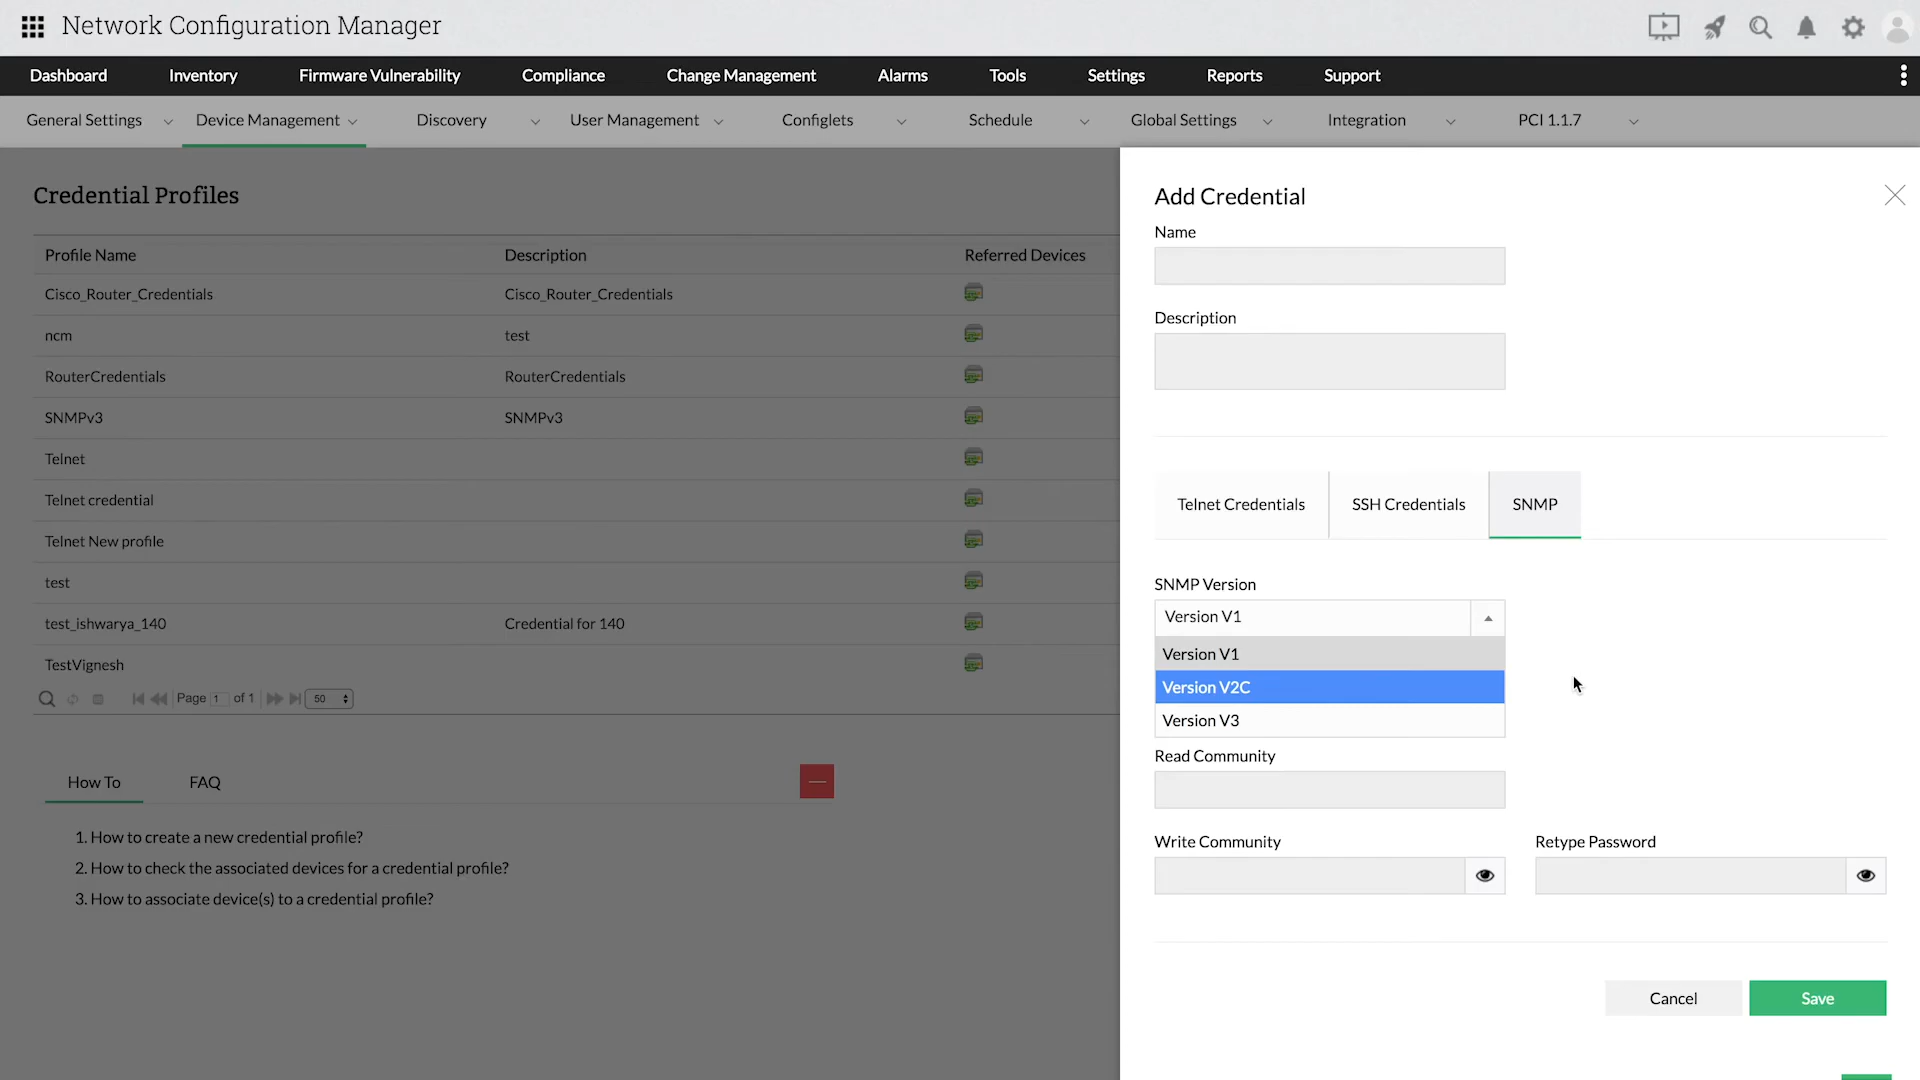 Network Configuration Manager
Dashboard Inventory Firmware Vulnerability Compliance Change Management Alarms Tools Settings Reports Support
General Settings Device Management Discovery User Management Configlets Schedule Global Settings Integration PCI 1.1.7
Credential Profiles
Profile Name Description Referred Devices
Cisco_Router_Credentials Cisco_Router_Credentials
ncm test
RouterCredentials RouterCredentials
SNMPv3 SNMPv3
Telnet
Telnet credential
Telnet New profile
test
test_ishwarya_140 Credential for 140
TestVignesh
Page 1 of 1 50
How To FAQ
1. How to create a new credential profile?
2. How to check the associated devices for a credential profile?
3. How to associate device(s) to a credential profile?
Add Credential
Name
Description
Telnet Credentials SSH Credentials SNMP
SNMP Version
Version V1
Version V1
Version V2C
Version V3
Read Community
Write Community Retype Password
Cancel Save